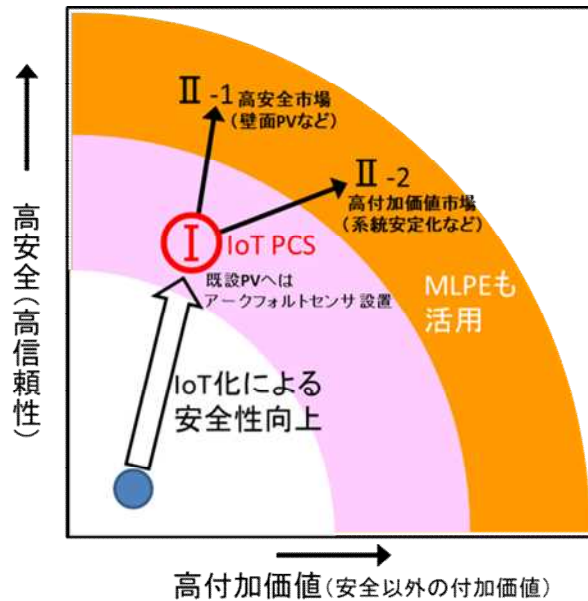 Ⅱ-1 高安全市場
（壁面PVなど）
Ⅱ-2
高付加価値市場
（系統安定化など）
Ⅰ IoT PCS
既設PVへは
アークフォルトセンサ設置
MLPEも
活用
IoT化による
安全性向上
高安全（高信頼性）
高付加価値（安全以外の付加価値）